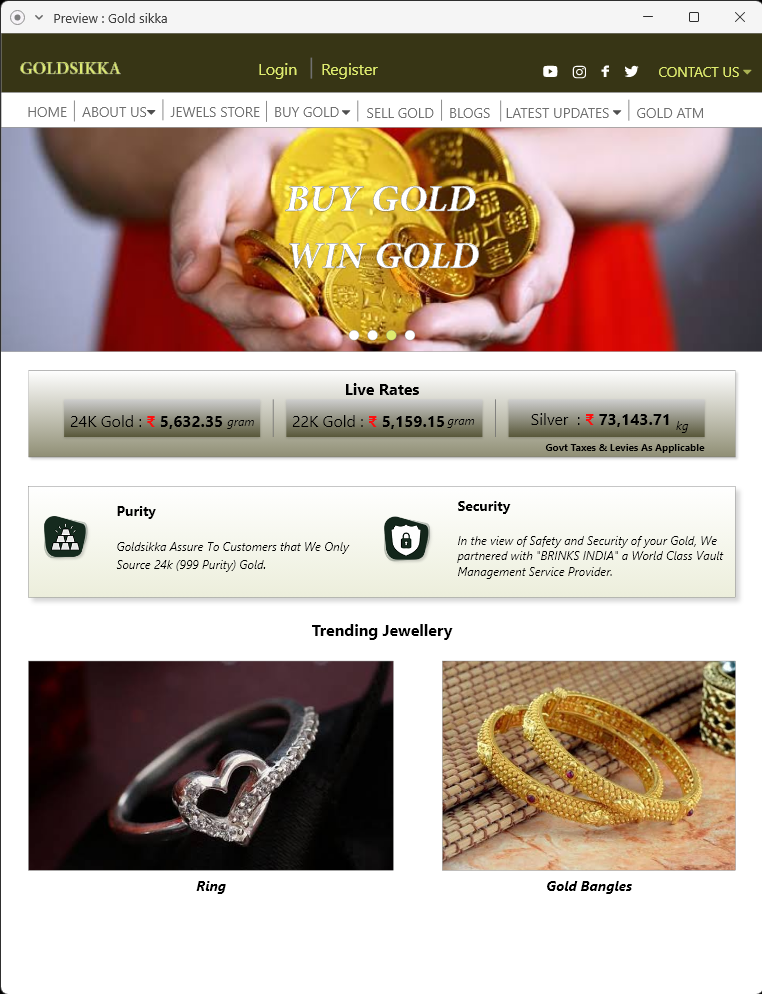 Preview : Gold sikka
GOLDSIKKA
Login
Register
CONTACT US
HOME
ABOUT US
JEWELS STORE
BUY GOLD
SELL GOLD
BLOGS
LATEST UPDATES
GOLD ATM
BUY GOLD
WIN GOLD
Live Rates
24K Gold : ₹ 5,632.35 gram
22K Gold : ₹ 5,159.15 gram
Silver : ₹ 73,143.71 kg
Govt Taxes & Levies As Applicable
Purity
Goldsikka Assure To Customers that We Only
Source 24k (999 Purity) Gold.
Security
In the view of Safety and Security of your Gold, We
partnered with "BRINKS INDIA" a World Class Vault
Management Service Provider.
Trending Jewellery
Ring
Gold Bangles